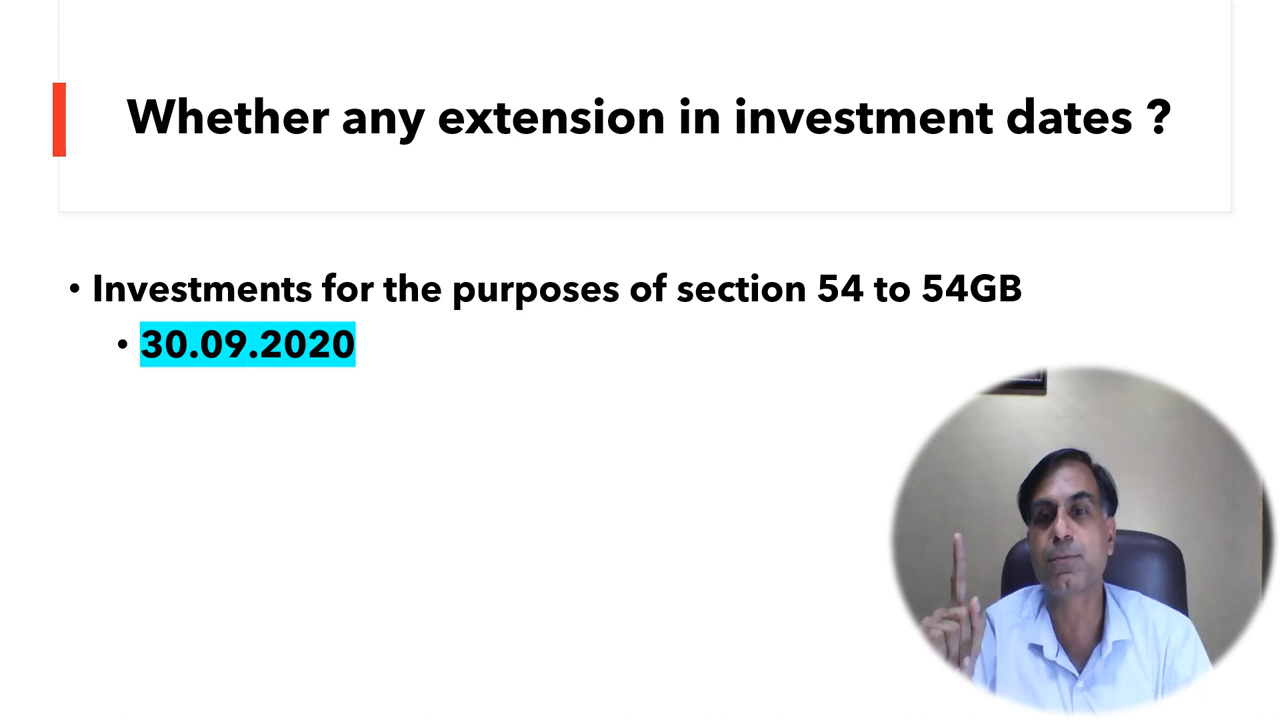 Whether any extension in investment dates ?
• Investments for the purposes of section 54 to 54GB
• 30.09.2020